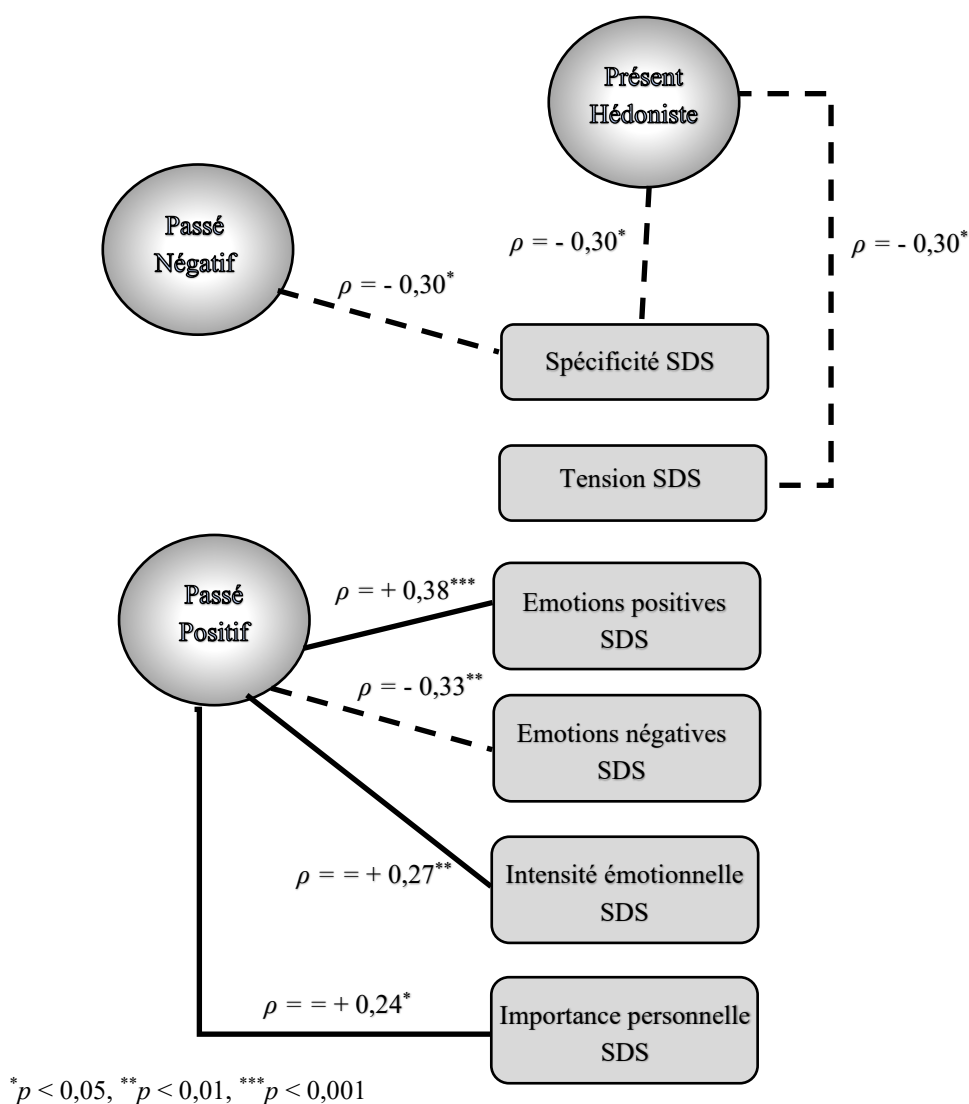 Présent
Hédoniste
Passé
Négatif
ρ = - 0,30*
ρ = - 0,30*
ρ = - 0,30*
Spécificité SDS
Tension SDS
Passé
Positif
ρ = + 0,38***
Emotions positives
SDS
ρ = - 0,33**
Emotions négatives
SDS
ρ = = + 0,27**
Intensité émotionnelle
SDS
ρ = = + 0,24*
Importance personnelle
SDS
*p < 0,05, **p < 0,01, ***p < 0,001